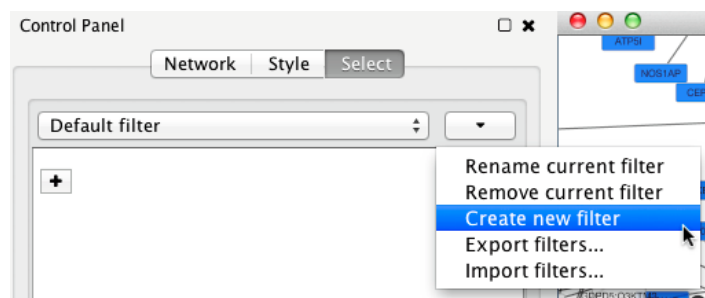 Control Panel
Network Style Select
Default filter
Rename current filter
Remove current filter
Create new filter
Export filters...
Import filters...
ATP5I
NOS1AP